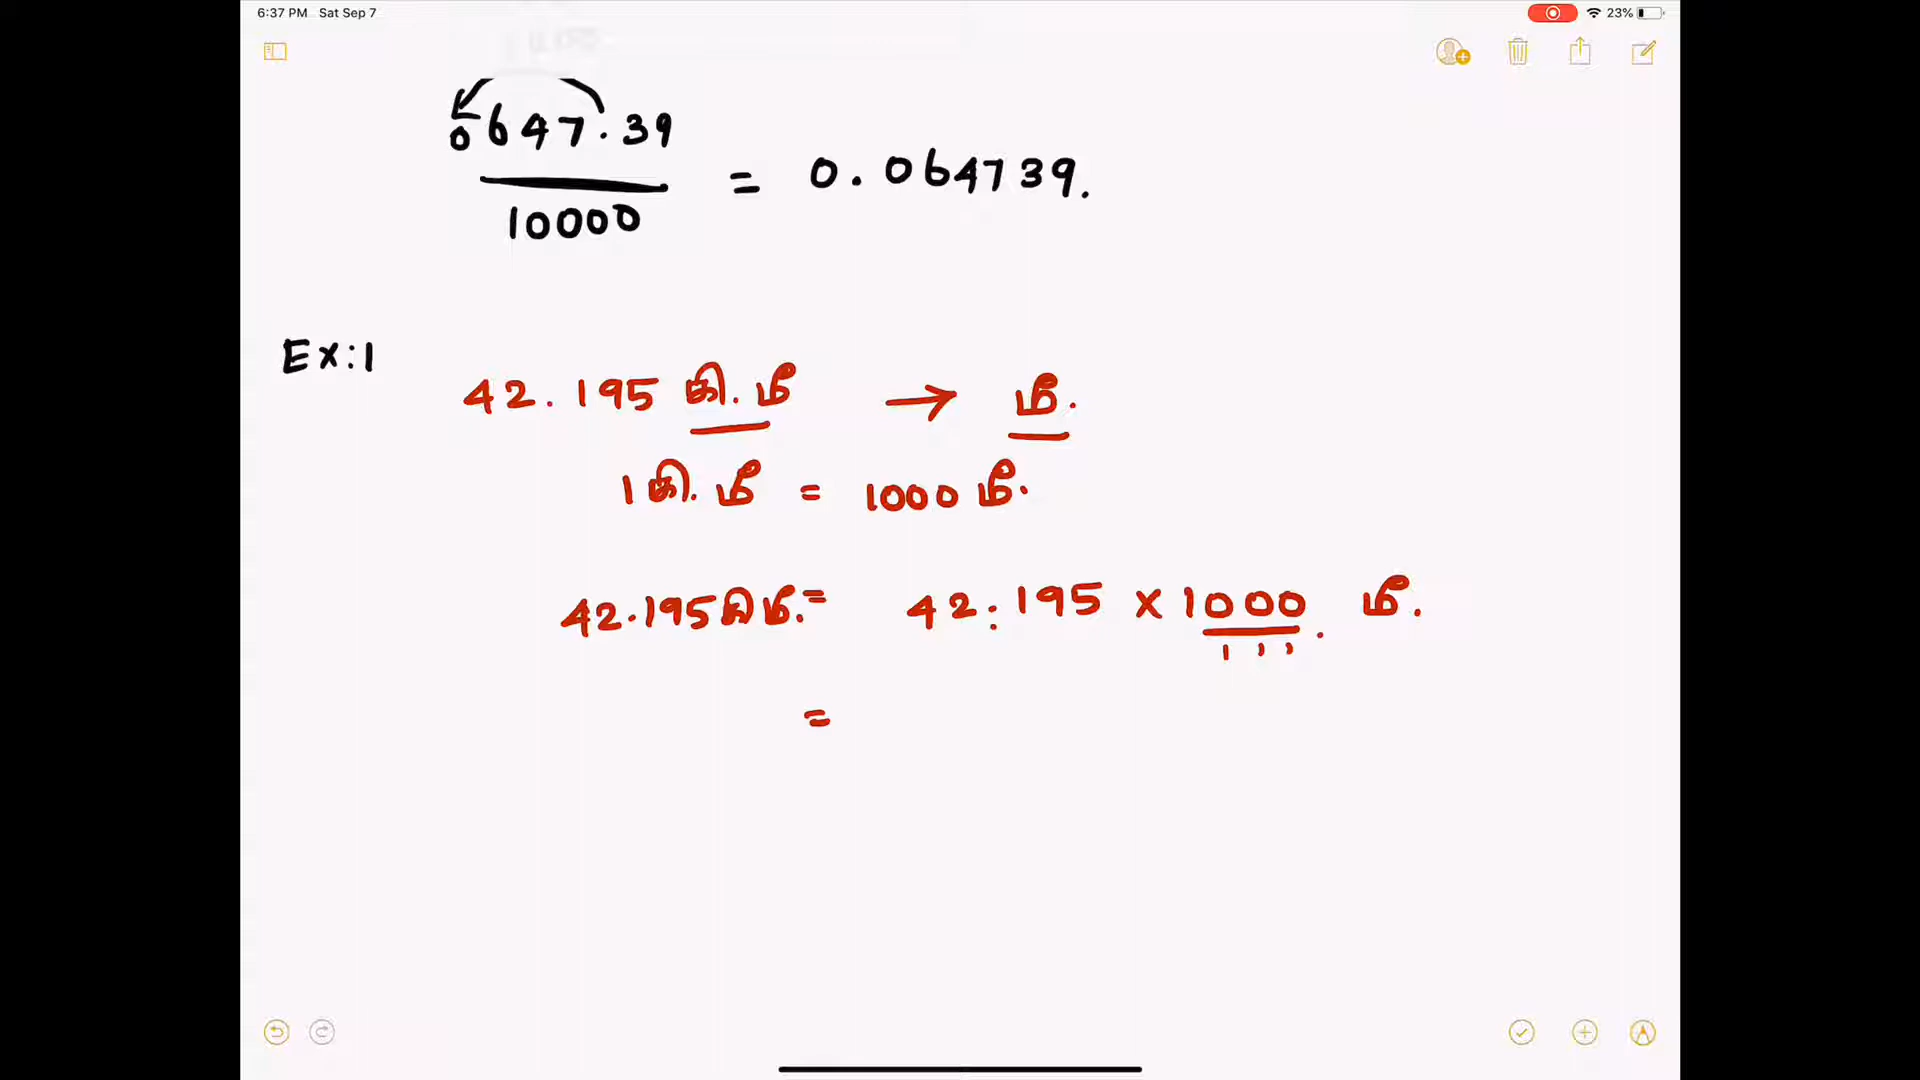 6:37 PM Sat Sep 7
23%
0647.39
10000
= 0.064739.
Ex:1
42.195 கி.மீ → மீ.
1 கி.மீ = 1000 மீ.
42.195 கி மீ. = 42.195 x 1000 மீ.
=